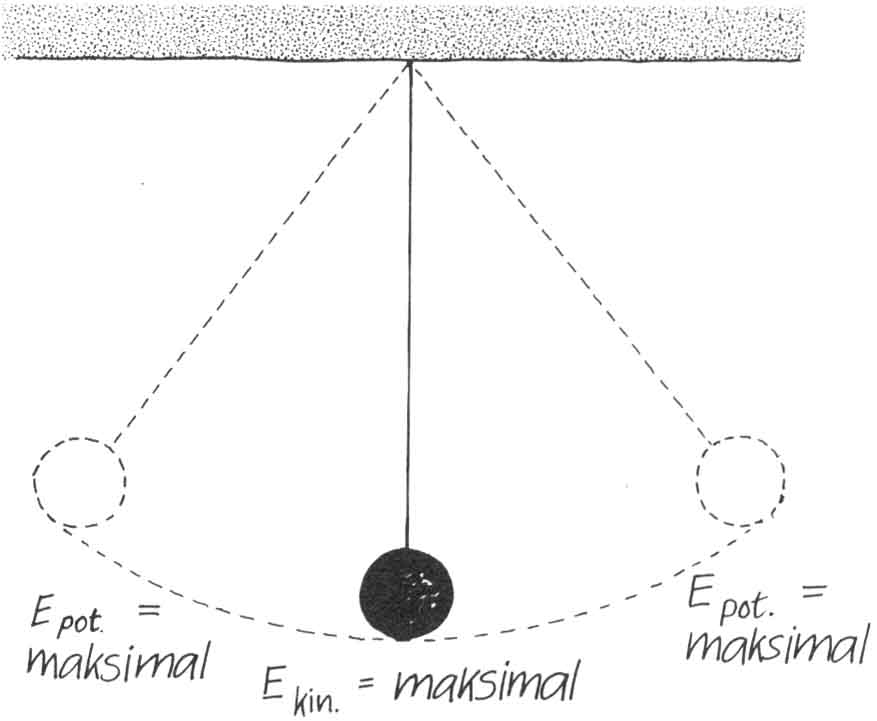 E pot. =
maksimal
E kin. = maksimal
E pot. =
maksimal